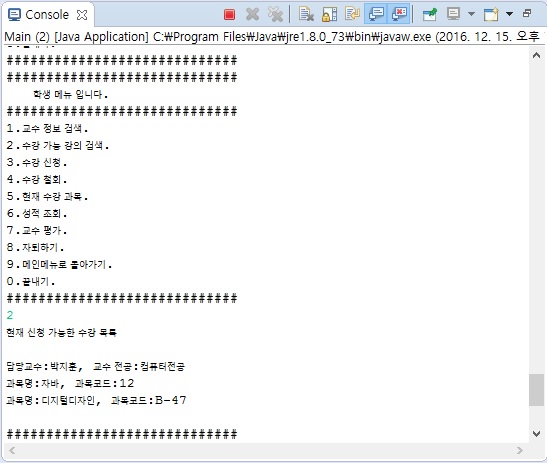 Console
Main (2) [Java Application] C:₩Program Files₩Java₩jre1.8.0_73₩bin₩javaw.exe (2016. 12. 15. 오후
#############################
#############################
학생 메뉴 입니다.
#############################
1.교수 정보 검색.
2.수강 가능 강의 검색.
3.수강 신청.
4.수강 철회.
5.현재 수강 과목.
6.성적 조회.
7.교수 평가.
8.자퇴하기.
9.메인메뉴로 돌아가기.
0.끝내기.
#############################
2
현재 신청 가능한 수강 목록
담당교수:박지훈, 교수 전공:컴퓨터전공
과목명:자바, 과목코드:12
과목명:디지털디자인, 과목코드:B-47
#############################